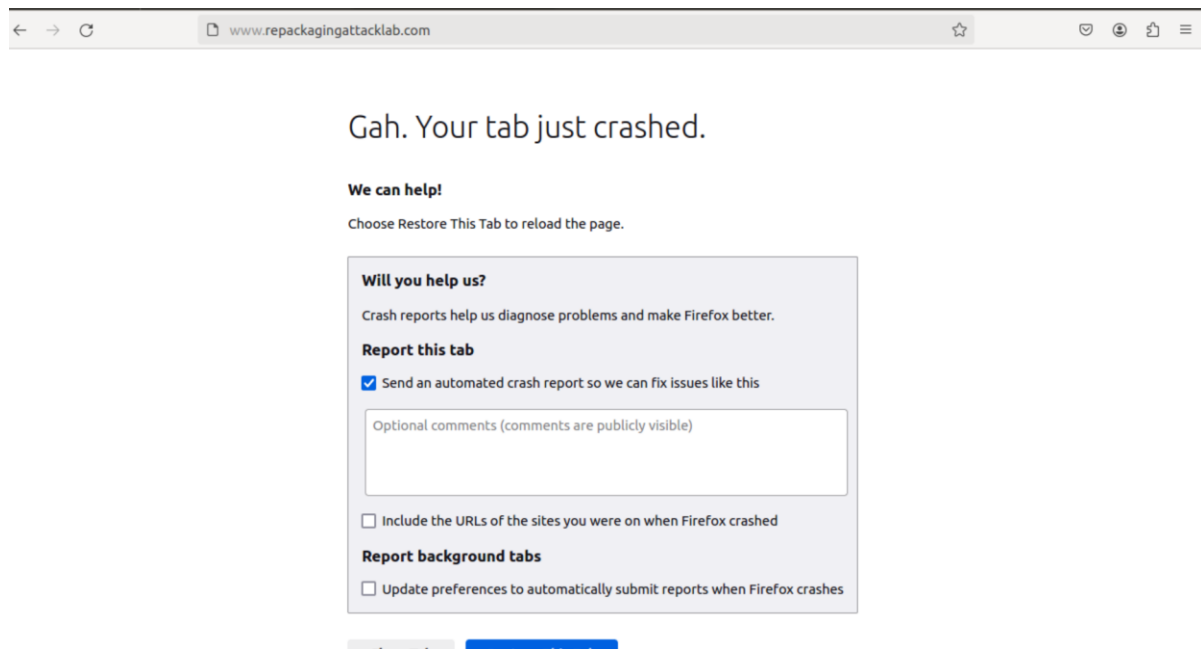 www.repackagingattacklab.com
Gah. Your tab just crashed.
We can help!
Choose Restore This Tab to reload the page.
Will you help us?
Crash reports help us diagnose problems and make Firefox better.
Report this tab
Send an automated crash report so we can fix issues like this
Optional comments (comments are publicly visible)
Include the URLs of the sites you were on when Firefox crashed
Report background tabs
Update preferences to automatically submit reports when Firefox crashes